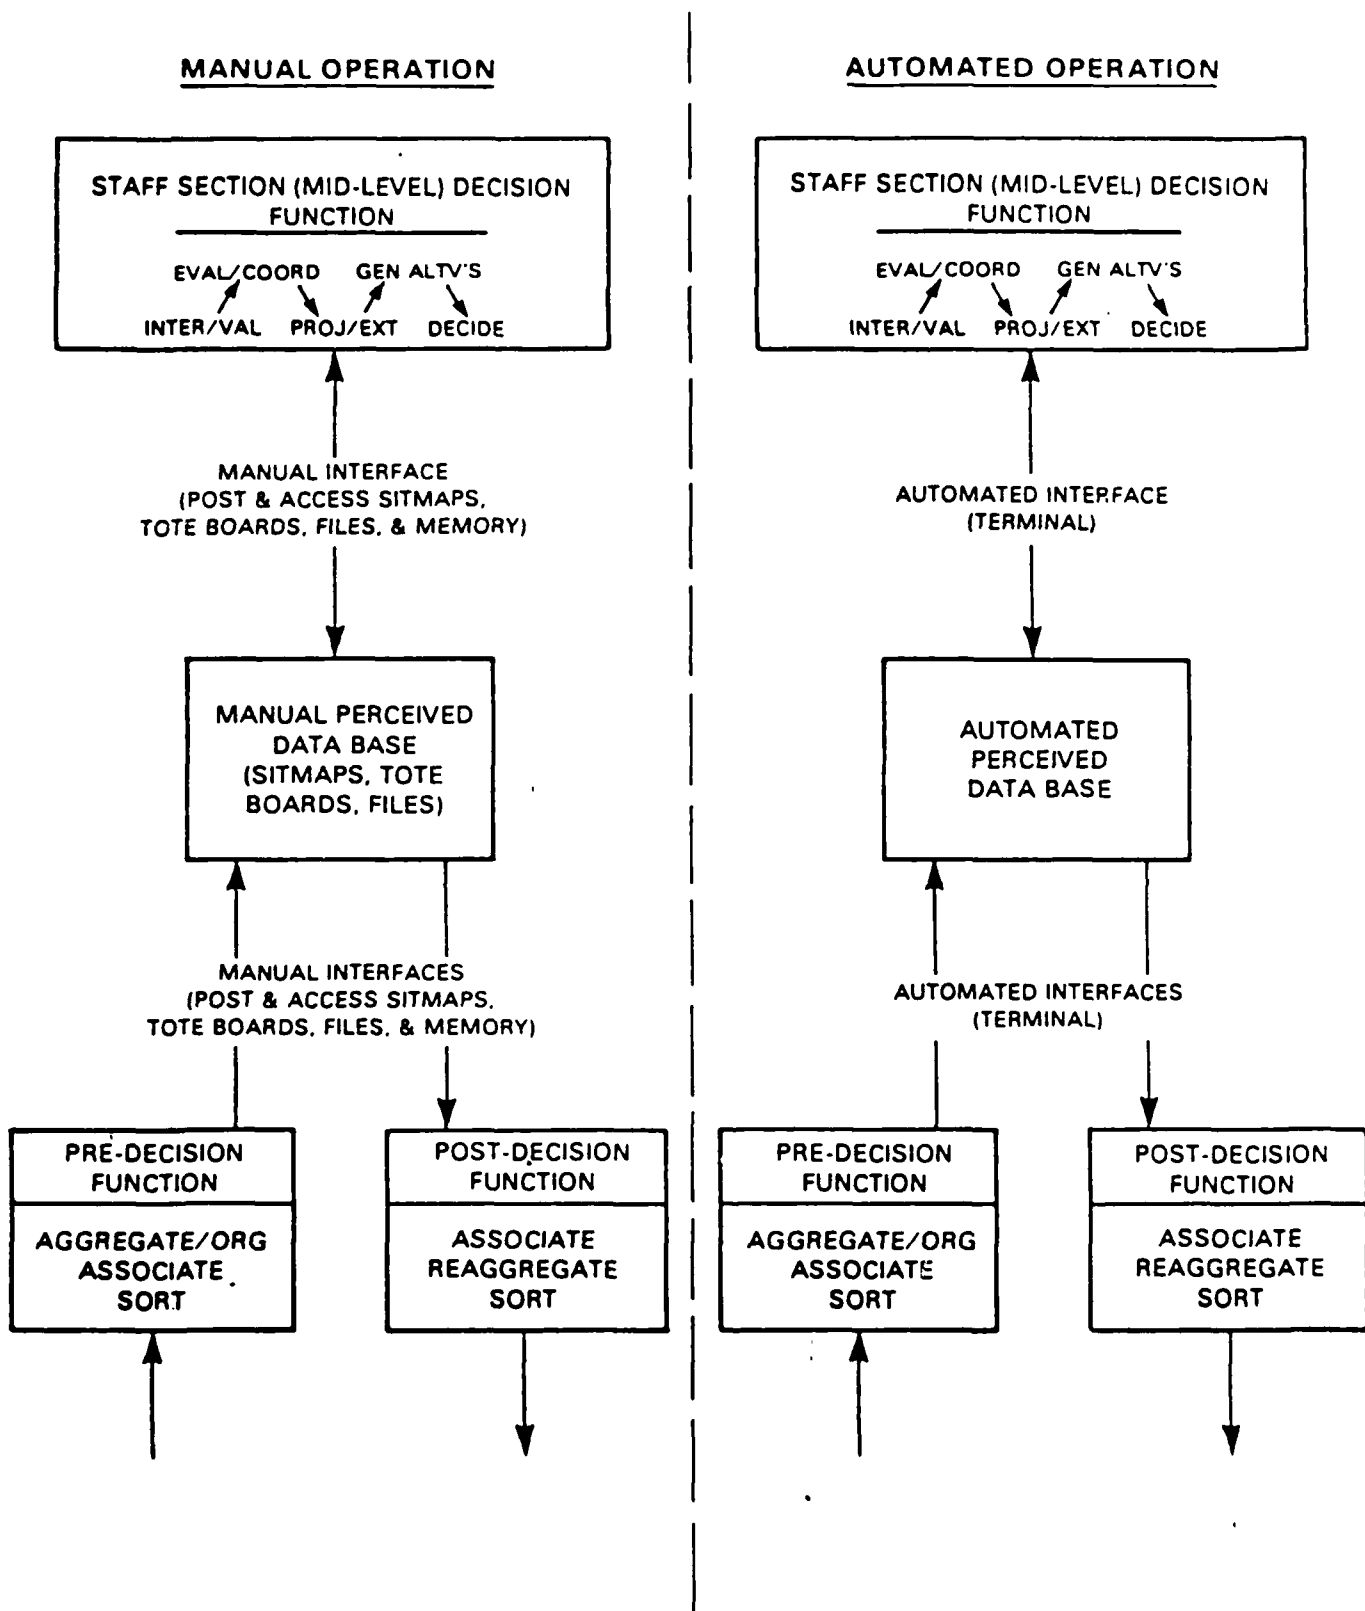 MANUAL OPERATION
STAFF SECTION (MID-LEVEL) DECISION
FUNCTION
EVAL/COORD GEN ALTV'S
INTER/VAL PROJ/EXT DECIDE
MANUAL INTERFACE
(POST & ACCESS SITMAPS,
TOTE BOARDS, FILES, & MEMORY)
MANUAL PERCEIVED
DATA BASE
(SITMAPS, TOTE
BOARDS, FILES)
MANUAL INTERFACES
(POST & ACCESS SITMAPS,
TOTE BOARDS, FILES, & MEMORY)
PRE-DECISION
FUNCTION
AGGREGATE/ORG
ASSOCIATE
SORT
POST-DECISION
FUNCTION
ASSOCIATE
REAGGREGATE
SORT
AUTOMATED OPERATION
STAFF SECTION (MID-LEVEL) DECISION
FUNCTION
EVAL/COORD GEN ALTV'S
INTER/VAL PROJ/EXT DECIDE
AUTOMATED INTERFACE
(TERMINAL)
AUTOMATED
PERCEIVED
DATA BASE
AUTOMATED INTERFACES
(TERMINAL)
PRE-DECISION
FUNCTION
AGGREGATE/ORG
ASSOCIATE
SORT
POST-DECISION
FUNCTION
ASSOCIATE
REAGGREGATE
SORT